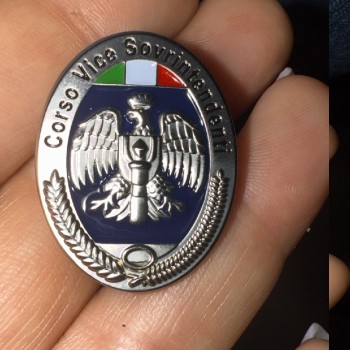 Corso Vice Sovrintendenti